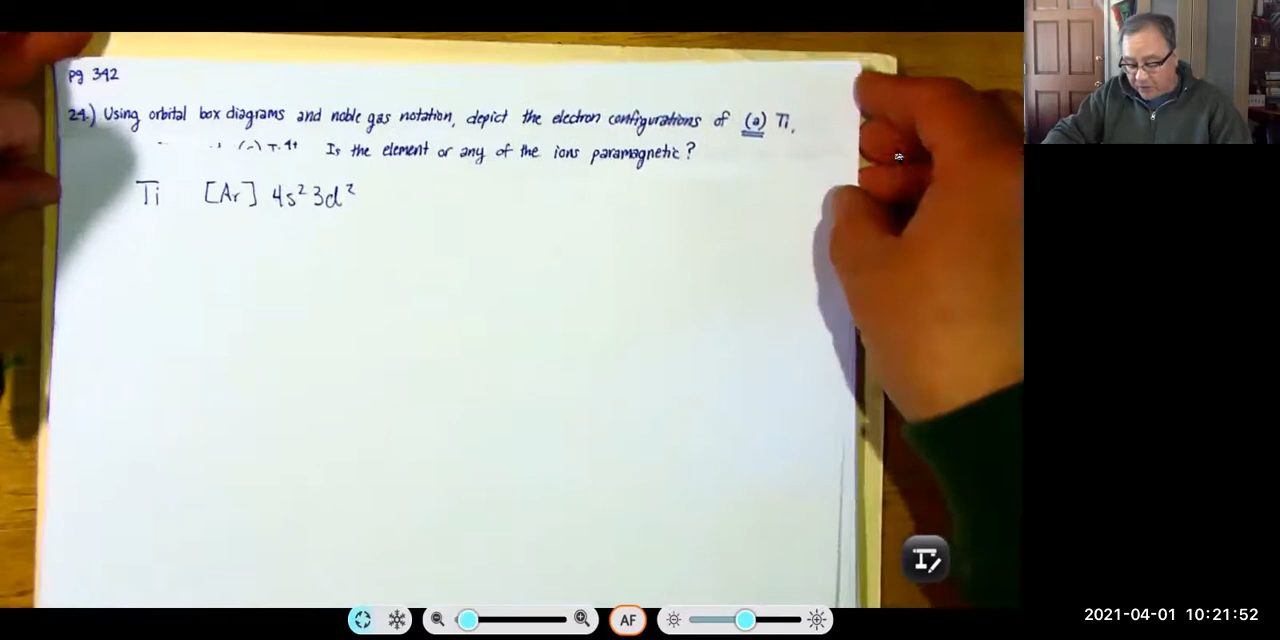 pg 342
24.) Using orbital box diagrams and noble gas notation, depict the electron configurations of (a) Ti,
Is the element or any of the ions paramagnetic?
Ti [Ar] 4s² 3d²
AF
2021-04-01 10:21:52